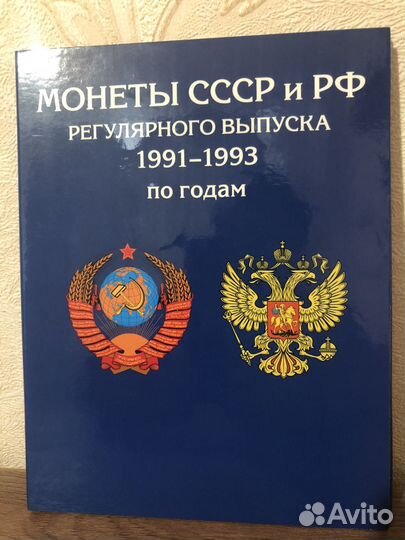 МОНЕТЫ СССР и РФ
РЕГУЛЯРНОГО ВЫПУСКА
1991–1993
по годам
Avito